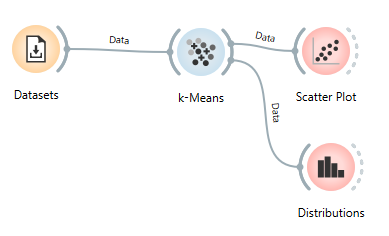 Data
Data
Datasets
k-Means
Scatter Plot
Data
Distributions